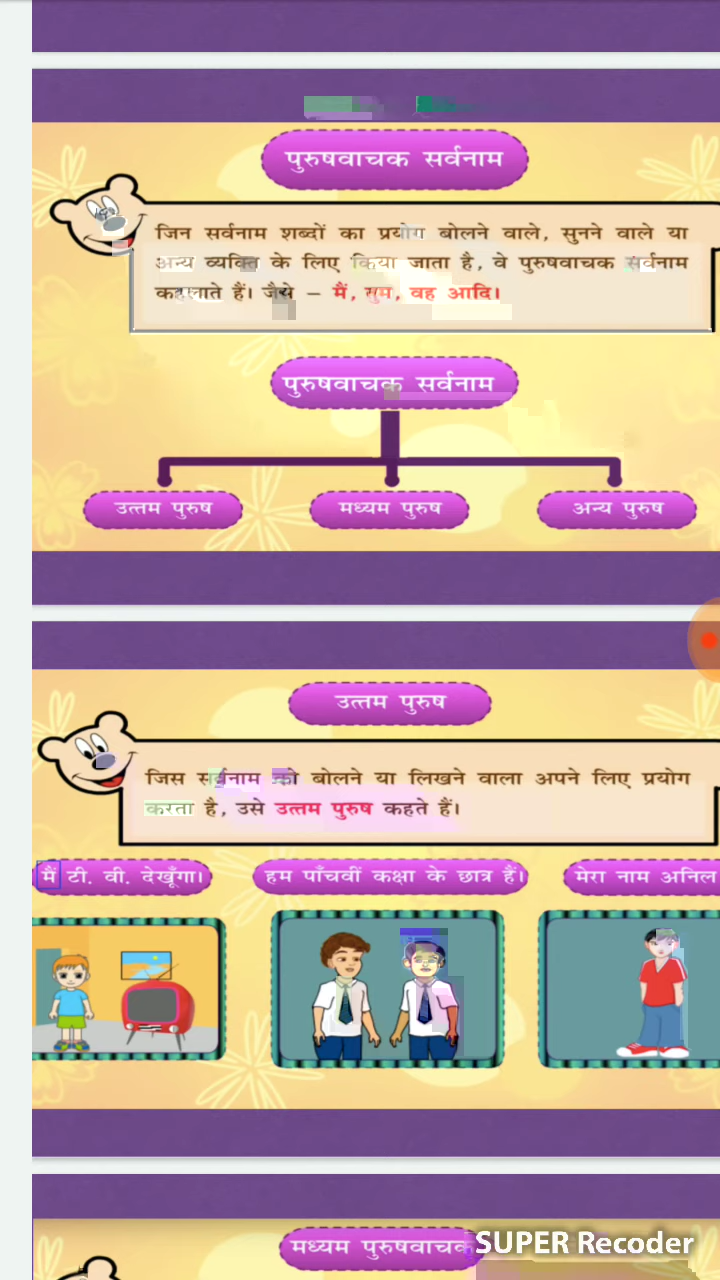 पुरुषवाचक सर्वनाम
जिन सर्वनाम शब्दों का प्रयोग बोलने वाले, सुनने वाले या
अन्य व्यक्ति के लिए किया जाता है, वे पुरुषवाचक सर्वनाम
कहलाते हैं। जैसे – मैं, तुम, वह आदि।
पुरुषवाचक सर्वनाम
उत्तम पुरुष
मध्यम पुरुष
अन्य पुरुष
उत्तम पुरुष
जिस सर्वनाम को बोलने या लिखने वाला अपने लिए प्रयोग
करता है, उसे उत्तम पुरुष कहते हैं।
मैं टी. वी. देखूँगा।
हम पाँचवीं कक्षा के छात्र हैं।
मेरा नाम अनिल
मध्यम पुरुषवाचक
SUPER Recoder